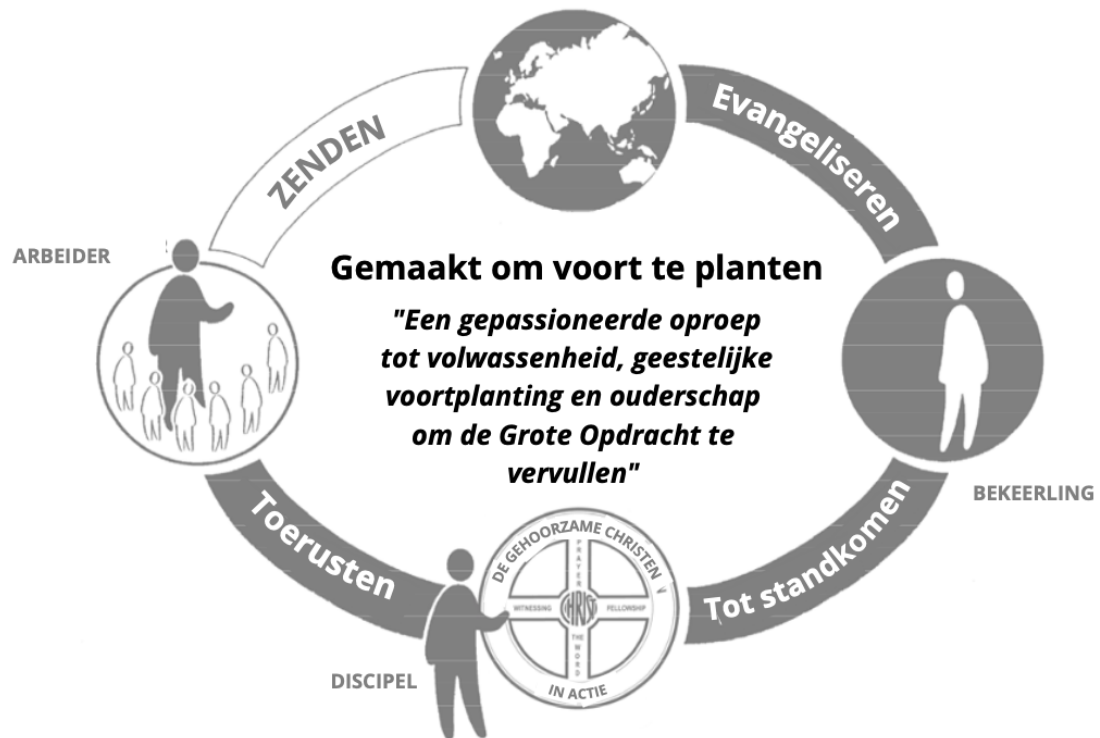 ZENDEN
Evangeliseren
ARBEIDER
Gemaakt om voort te planten
"Een gepassioneerde oproep
tot volwassenheid, geestelijke
voortplanting en ouderschap
om de Grote Opdracht te
vervullen"
BEKEERLING
Toerusten
Tot standkomen
DE GEHOORZAME CHRISTEN
PRAYER
WITNESSING
CHRIST
FELLOWSHIP
THE WORD
IN ACTIE
DISCIPEL